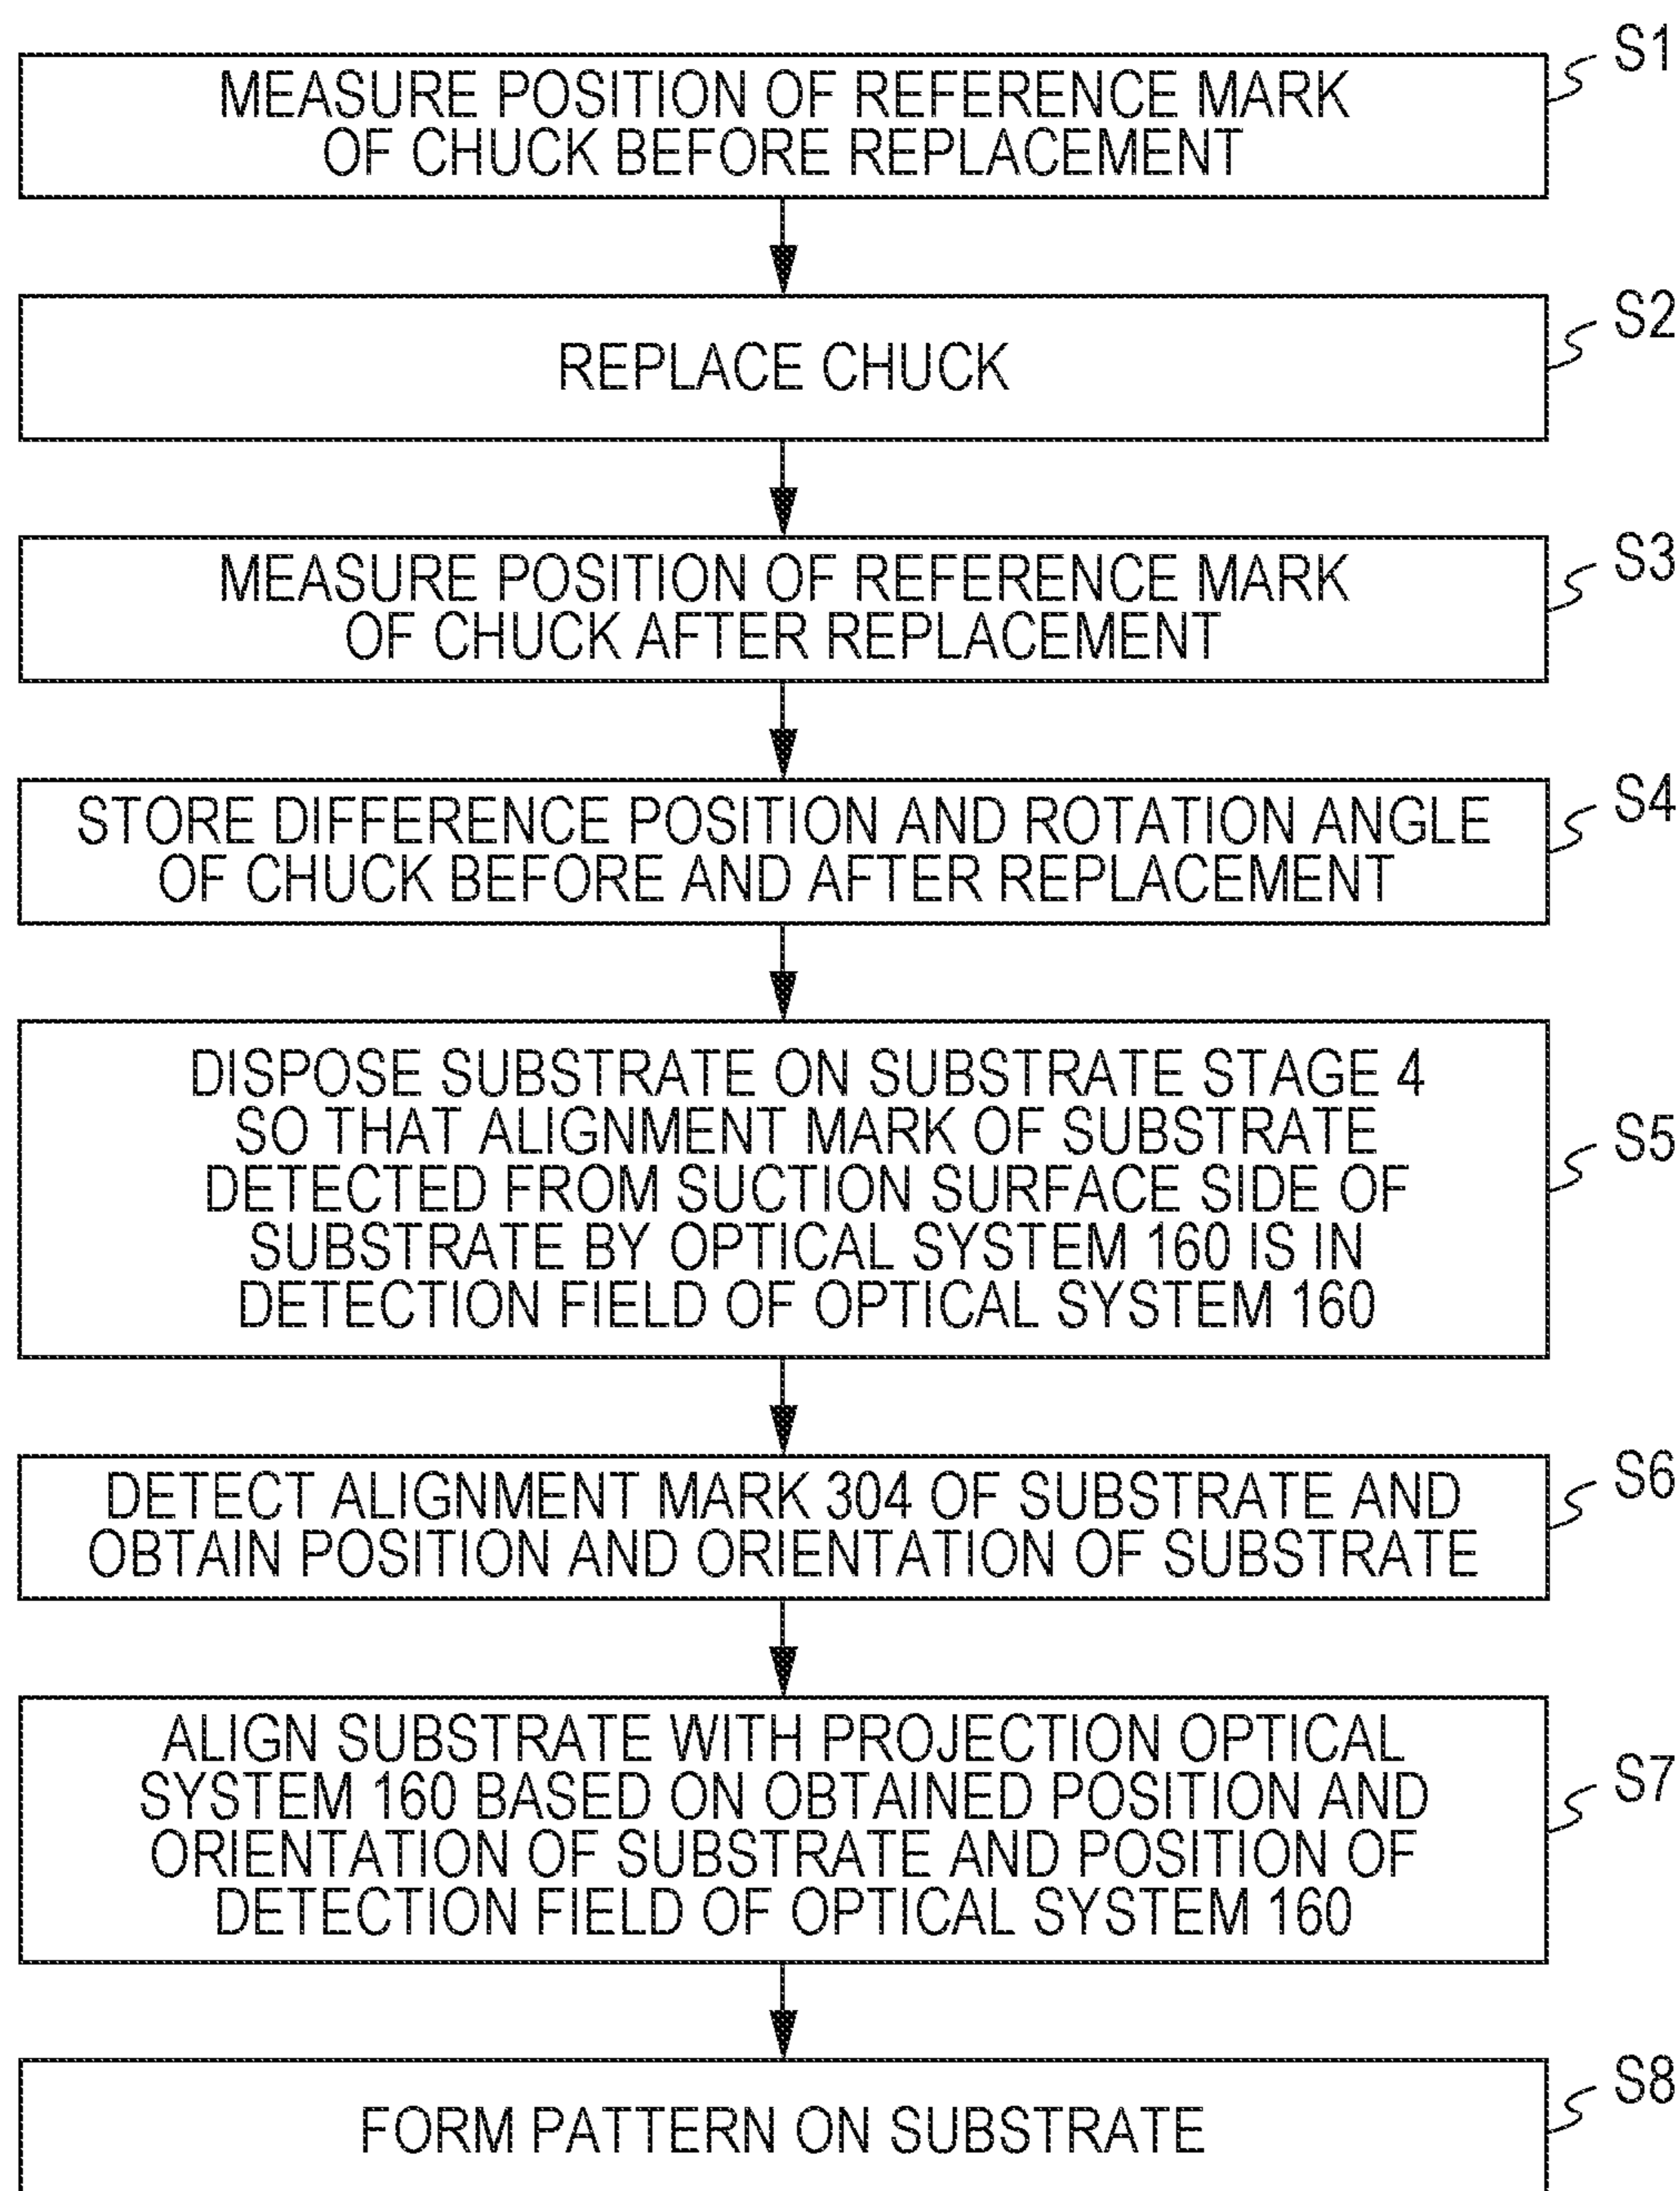 S1
MEASURE POSITION OF REFERENCE MARK
OF CHUCK BEFORE REPLACEMENT
S2
REPLACE CHUCK
S3
MEASURE POSITION OF REFERENCE MARK
OF CHUCK AFTER REPLACEMENT
S4
STORE DIFFERENCE POSITION AND ROTATION ANGLE
OF CHUCK BEFORE AND AFTER REPLACEMENT
S5
DISPOSE SUBSTRATE ON SUBSTRATE STAGE 4
SO THAT ALIGNMENT MARK OF SUBSTRATE
DETECTED FROM SUCTION SURFACE SIDE OF
SUBSTRATE BY OPTICAL SYSTEM 160 IS IN
DETECTION FIELD OF OPTICAL SYSTEM 160
S6
DETECT ALIGNMENT MARK 304 OF SUBSTRATE AND
OBTAIN POSITION AND ORIENTATION OF SUBSTRATE
S7
ALIGN SUBSTRATE WITH PROJECTION OPTICAL
SYSTEM 160 BASED ON OBTAINED POSITION AND
ORIENTATION OF SUBSTRATE AND POSITION OF
DETECTION FIELD OF OPTICAL SYSTEM 160
S8
FORM PATTERN ON SUBSTRATE